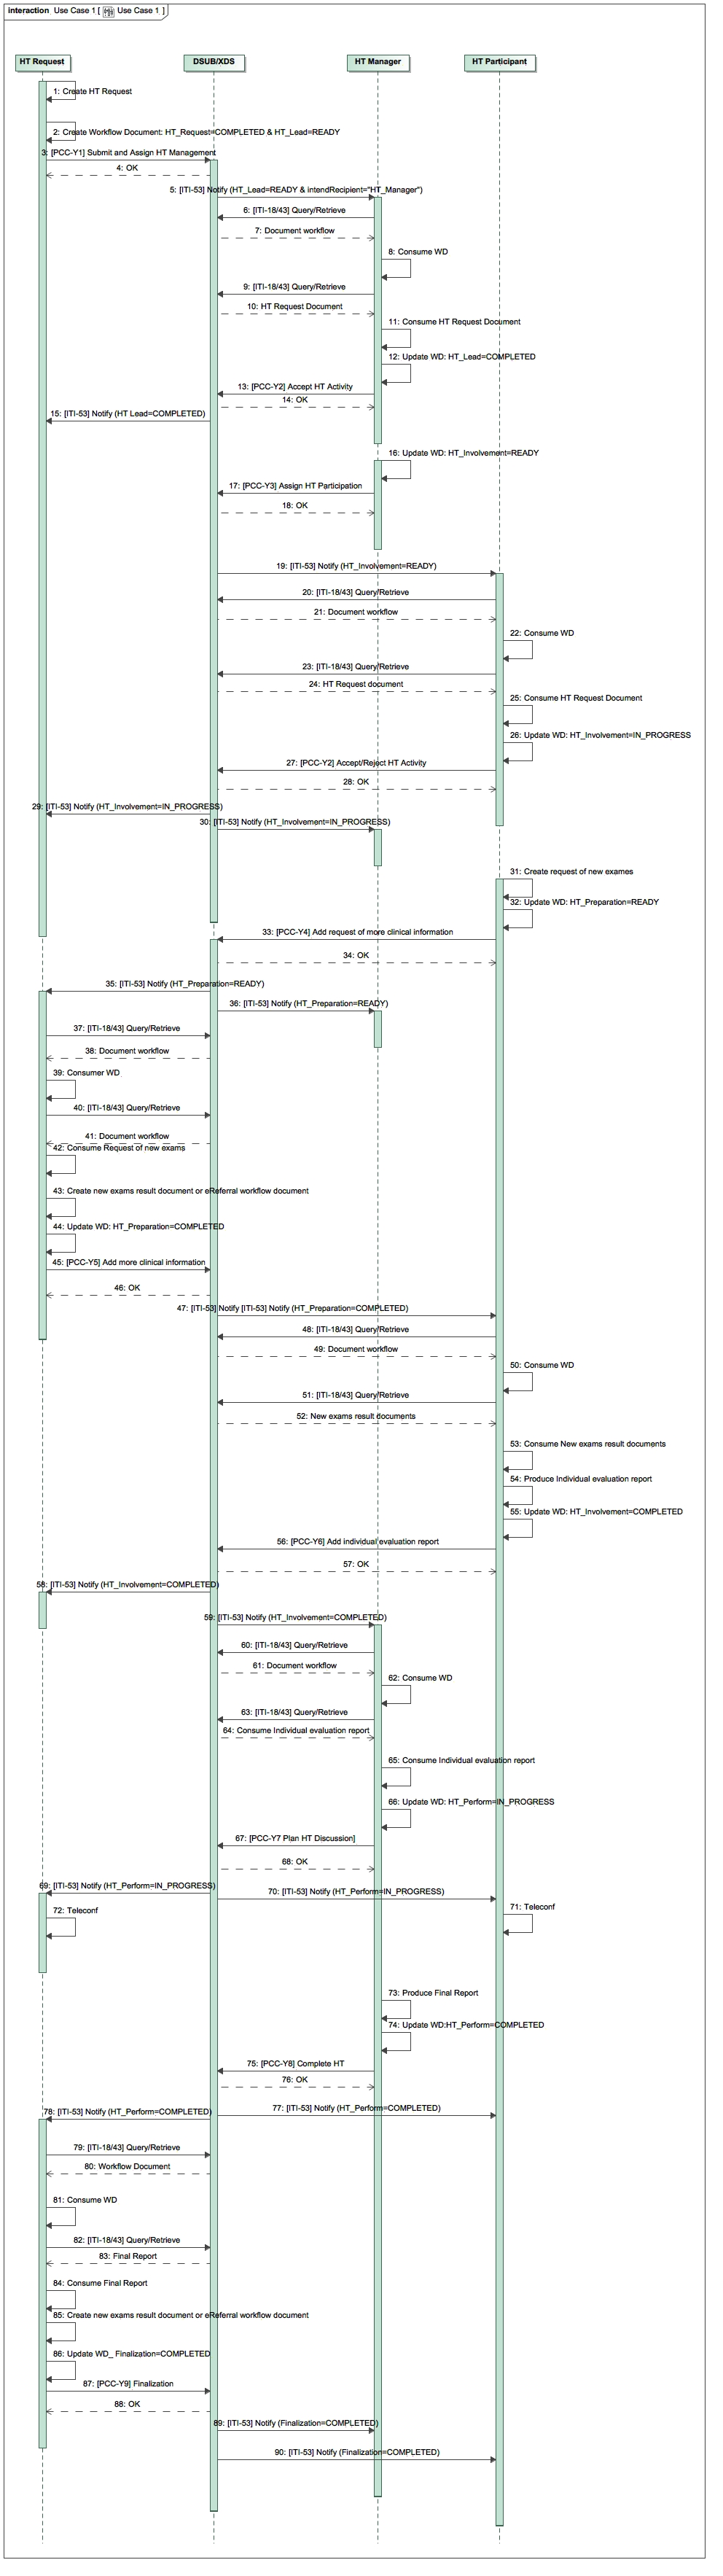 interaction Use Case 1 [ Use Case 1 ]
HT Request
DSUB/XDS
HT Manager
HT Participant
1: Create HT Request
2: Create Workflow Document: HT_Request=COMPLETED & HT_Lead=READY
3: [PCC-Y1] Submit and Assign HT Management
4: OK
5: [ITI-53] Notify (HT_Lead=READY & intendRecipient="HT_Manager")
6: [ITI-18/43] Query/Retrieve
7: Document workflow
8: Consume WD
9: [ITI-18/43] Query/Retrieve
10: HT Request Document
11: Consume HT Request Document
12: Update WD: HT_Lead=COMPLETED
13: [PCC-Y2] Accept HT Activity
14: OK
15: [ITI-53] Notify (HT Lead=COMPLETED)
16: Update WD: HT_Involvement=READY
17: [PCC-Y3] Assign HT Participation
18: OK
19: [ITI-53] Notify (HT_Involvement=READY)
20: [ITI-18/43] Query/Retrieve
21: Document workflow
22: Consume WD
23: [ITI-18/43] Query/Retrieve
24: HT Request document
25: Consume HT Request Document
26: Update WD: HT_Involvement=IN_PROGRESS
27: [PCC-Y2] Accept/Reject HT Activity
28: OK
29: [ITI-53] Notify (HT_Involvement=IN_PROGRESS)
30: [ITI-53] Notify (HT_Involvement=IN_PROGRESS)
31: Create request of new exames
32: Update WD: HT_Preparation=READY
33: [PCC-Y4] Add request of more clinical information
34: OK
35: [ITI-53] Notify (HT_Preparation=READY)
36: [ITI-53] Notify (HT_Preparation=READY)
37: [ITI-18/43] Query/Retrieve
38: Document workflow
39: Consumer WD
40: [ITI-18/43] Query/Retrieve
41: Document workflow
42: Consume Request of new exams
43: Create new exams result document or eReferral workflow document
44: Update WD: HT_Preparation=COMPLETED
45: [PCC-Y5] Add more clinical information
46: OK
47: [ITI-53] Notify [ITI-53] Notify (HT_Preparation=COMPLETED)
48: [ITI-18/43] Query/Retrieve
49: Document workflow
50: Consume WD
51: [ITI-18/43] Query/Retrieve
52: New exams result documents
53: Consume New exams result documents
54: Produce Individual evaluation report
55: Update WD: HT_Involvement=COMPLETED
56: [PCC-Y6] Add individual evaluation report
57: OK
58: [ITI-53] Notify (HT_Involvement=COMPLETED)
59: [ITI-53] Notify (HT_Involvement=COMPLETED)
60: [ITI-18/43] Query/Retrieve
61: Document workflow
62: Consume WD
63: [ITI-18/43] Query/Retrieve
64: Consume Individual evaluation report
65: Consume Individual evaluation report
66: Update WD: HT_Perform=IN_PROGRESS
67: [PCC-Y7 Plan HT Discussion]
68: OK
69: [ITI-53] Notify (HT_Perform=IN_PROGRESS)
70: [ITI-53] Notify (HT_Perform=IN_PROGRESS)
71: Teleconf
72: Teleconf
73: Produce Final Report
74: Update WD:HT_Perform=COMPLETED
75: [PCC-Y8] Complete HT
76: OK
77: [ITI-53] Notify (HT_Perform=COMPLETED)
78: [ITI-53] Notify (HT_Perform=COMPLETED)
79: [ITI-18/43] Query/Retrieve
80: Workflow Document
81: Consume WD
82: [ITI-18/43] Query/Retrieve
83: Final Report
84: Consume Final Report
85: Create new exams result document or eReferral workflow document
86: Update WD_ Finalization=COMPLETED
87: [PCC-Y9] Finalization
88: OK
89: [ITI-53] Notify (Finalization=COMPLETED)
90: [ITI-53] Notify (Finalization=COMPLETED)